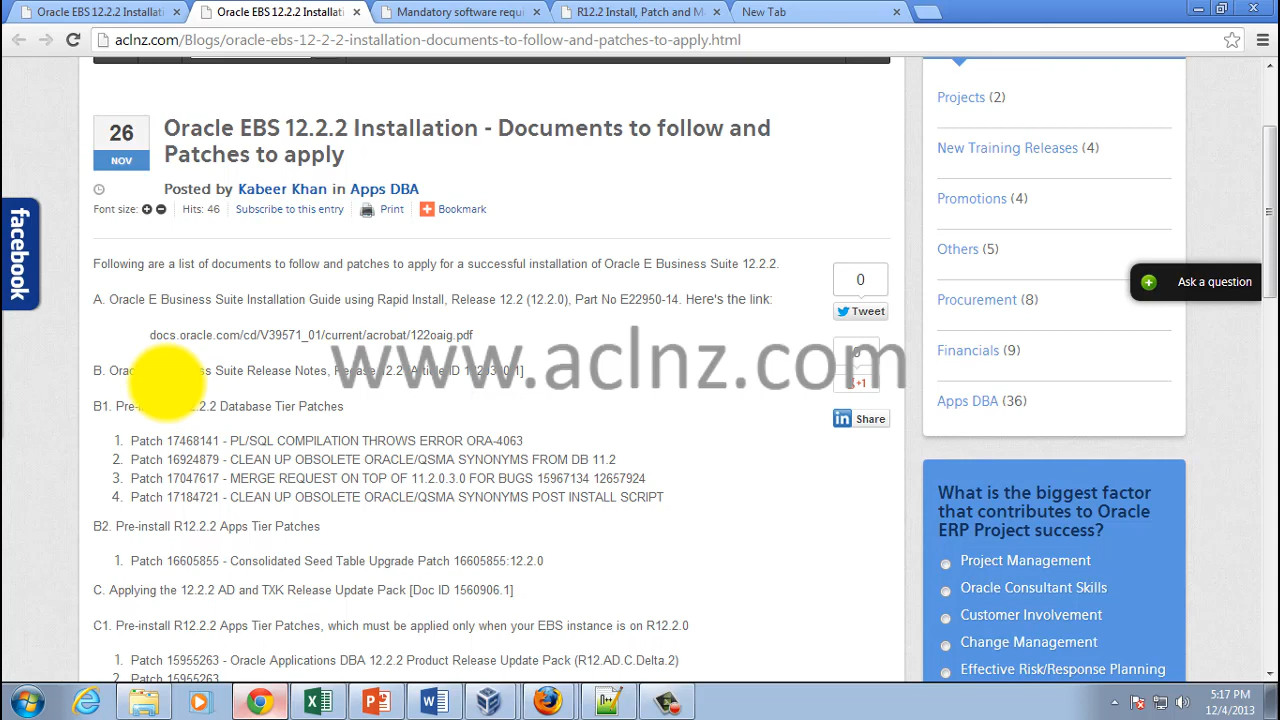 Oracle EBS 12.2.2 Installati
Oracle EBS 12.2.2 Installati
Mandatory software requi
R12.2 Install, Patch and M
New Tab
aclnz.com/Blogs/oracle-ebs-12-2-2-installation-documents-to-follow-and-patches-to-apply.html
26
NOV
Oracle EBS 12.2.2 Installation - Documents to follow and
Patches to apply
Posted by Kabeer Khan in Apps DBA
Font size: Hits: 46 Subscribe to this entry Print Bookmark
Following are a list of documents to follow and patches to apply for a successful installation of Oracle E Business Suite 12.2.2.
A. Oracle E Business Suite Installation Guide using Rapid Install, Release 12.2 (12.2.0), Part No E22950-14. Here's the link:
docs.oracle.com/cd/V39571_01/current/acrobat/122oaig.pdf
B. Suite Release Notes,
B1. 2.2 Database Tier Patches
1. Patch 17468141 - PL/SQL COMPILATION THROWS ERROR ORA-4063
2. Patch 16924879 - CLEAN UP OBSOLETE ORACLE/QSMA SYNONYMS FROM DB 11.2
3. Patch 17047617 - MERGE REQUEST ON TOP OF 11.2.0.3.0 FOR BUGS 15967134 12657924
4. Patch 17184721 - CLEAN UP OBSOLETE ORACLE/QSMA SYNONYMS POST INSTALL SCRIPT
B2. Pre-install R12.2.2 Apps Tier Patches
1. Patch 16605855 - Consolidated Seed Table Upgrade Patch 16605855:12.2.0
C. Applying the 12.2.2 AD and TXK Release Update Pack [Doc ID 1560906.1]
C1. Pre-install R12.2.2 Apps Tier Patches, which must be applied only when your EBS instance is on R12.2.0
1. Patch 15955263 - Oracle Applications DBA 12.2.2 Product Release Update Pack (R12.AD.C.Delta.2)
2. Patch 15955263
0
Tweet
+1
Share
www.aclnz.com
facebook
Projects (2)
New Training Releases (4)
Promotions (4)
Others (5)
Procurement (8)
Financials (9)
Apps DBA (36)
Ask a question
What is the biggest factor
that contributes to Oracle
ERP Project success?
Project Management
Oracle Consultant Skills
Customer Involvement
Change Management
Effective Risk/Response Planning
5:17 PM
12/4/2013